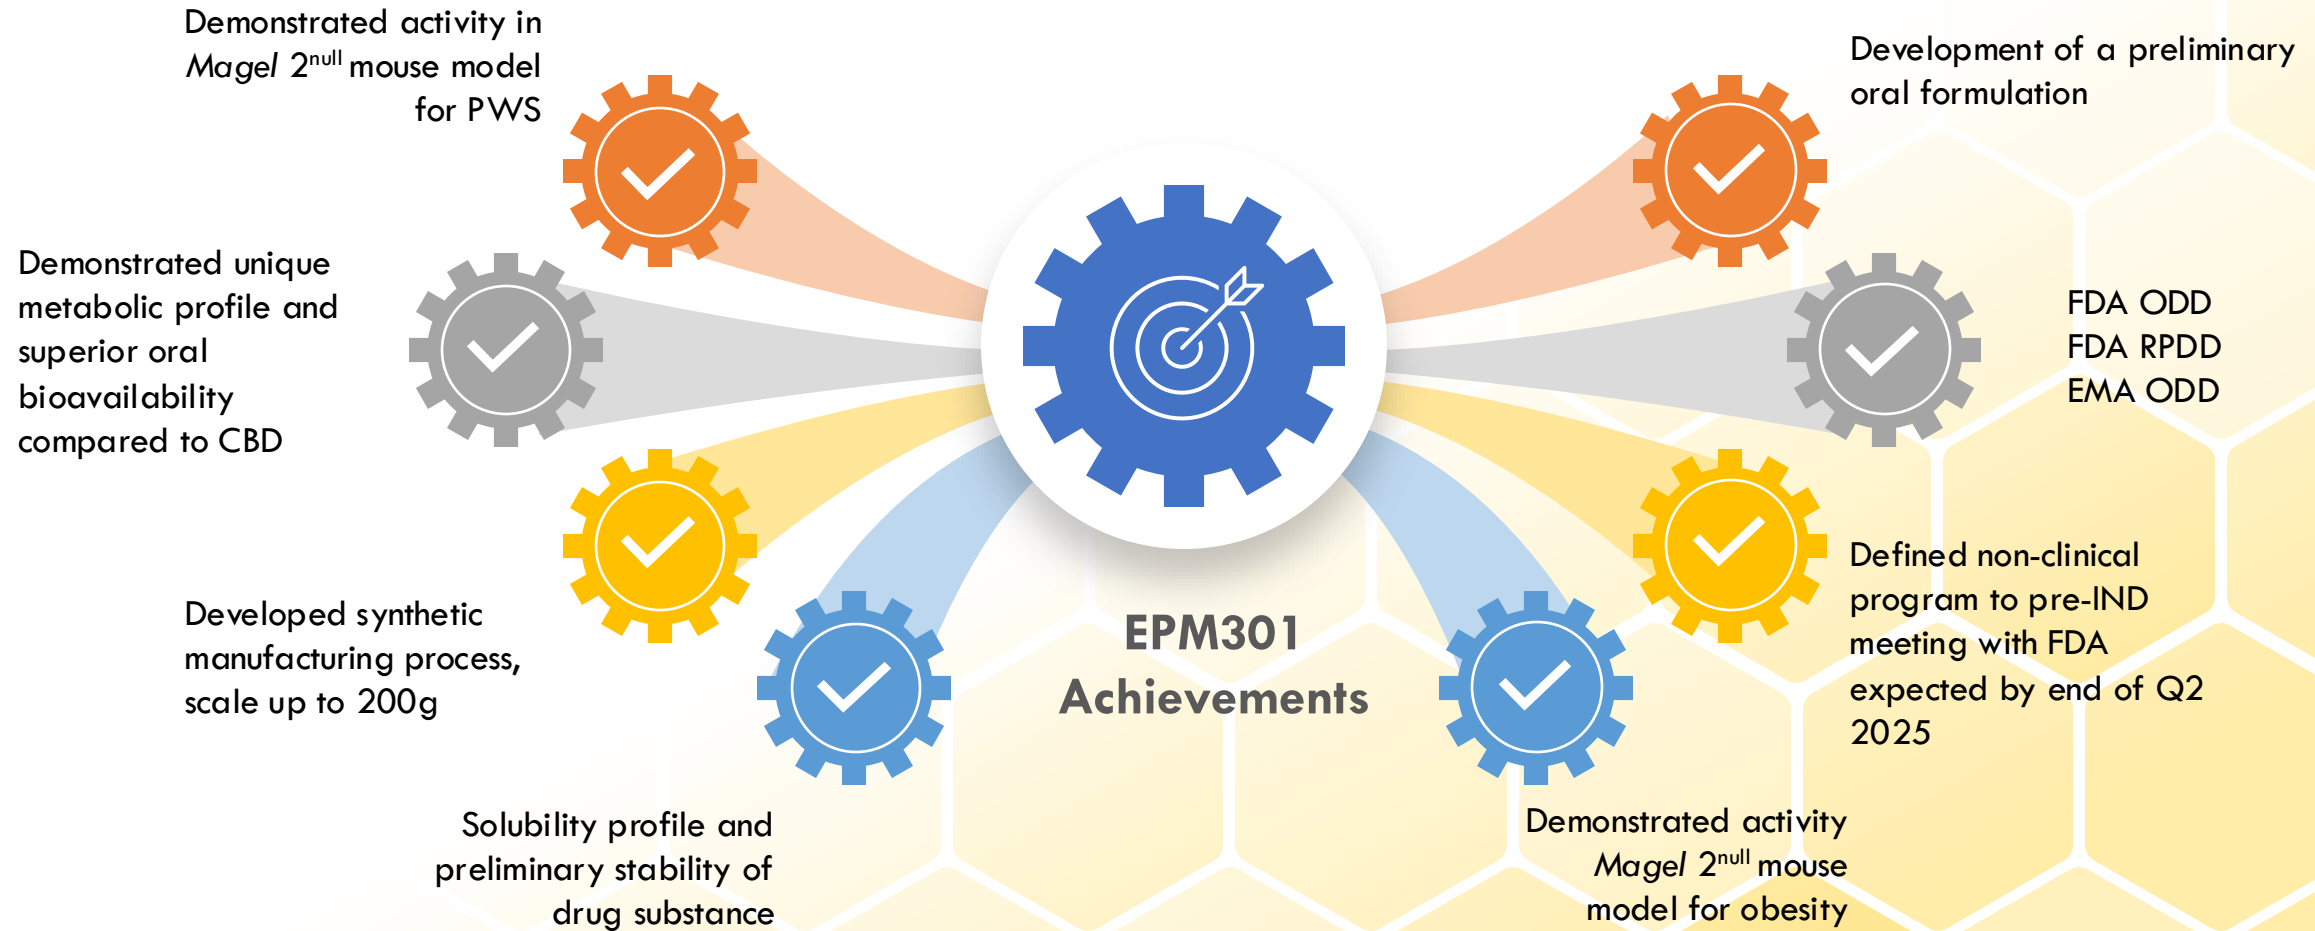 Demonstrated activity in
Magel 2null mouse model
for PWS
Demonstrated unique
metabolic profile and
superior oral
bioavailability
compared to CBD
Developed synthetic
manufacturing process,
scale up to 200g
Solubility profile and
preliminary stability of
drug substance
EPM301
Achievements
Development of a preliminary
oral formulation
FDA ODD
FDA RPDD
EMA ODD
Defined non-clinical
program to pre-IND
meeting with FDA
expected by end of Q2
2025
Demonstrated activity
Magel 2null mouse
model for obesity